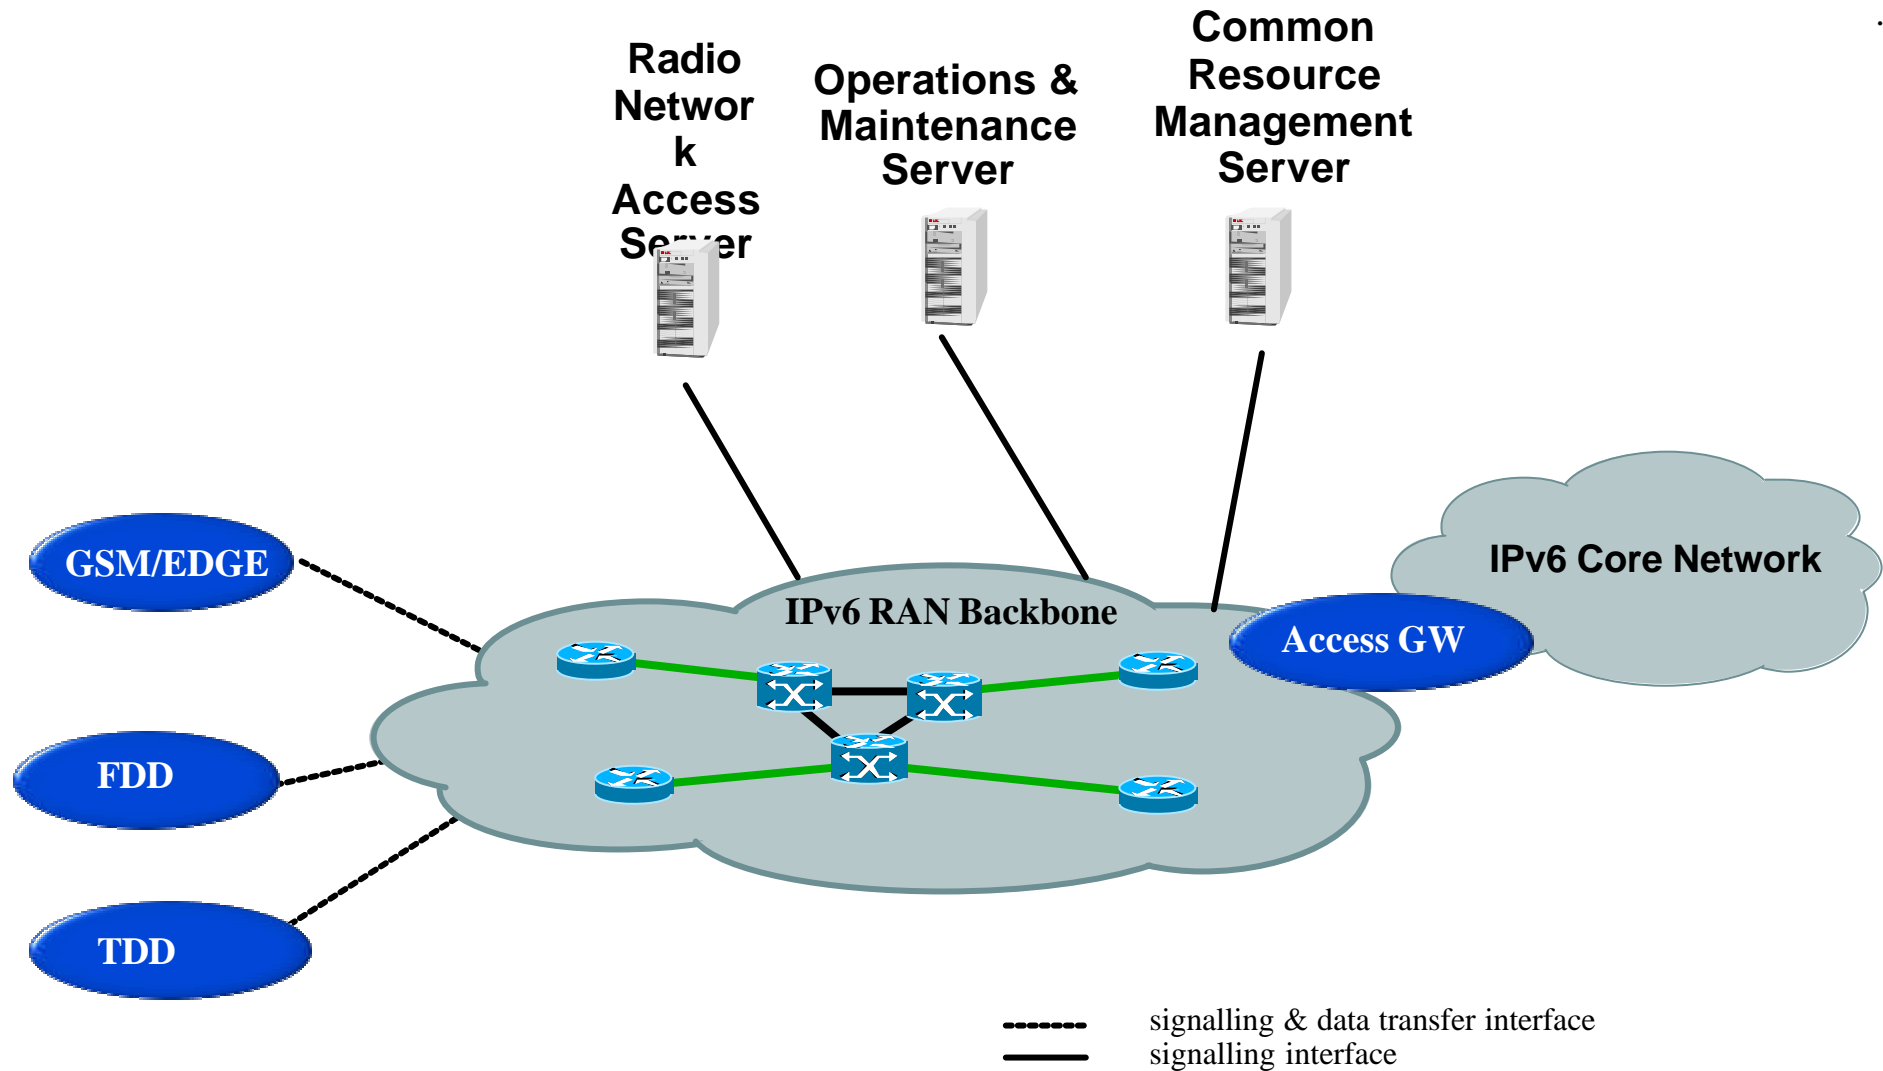 .
Radio
Networ
k
Access
Server
Operations &
Maintenance
Server
Common
Resource
Management
Server
GSM/EDGE
IPv6 Core Network
IPv6 RAN Backbone
Access GW
FDD
TDD
signalling & data transfer interface
signalling interface